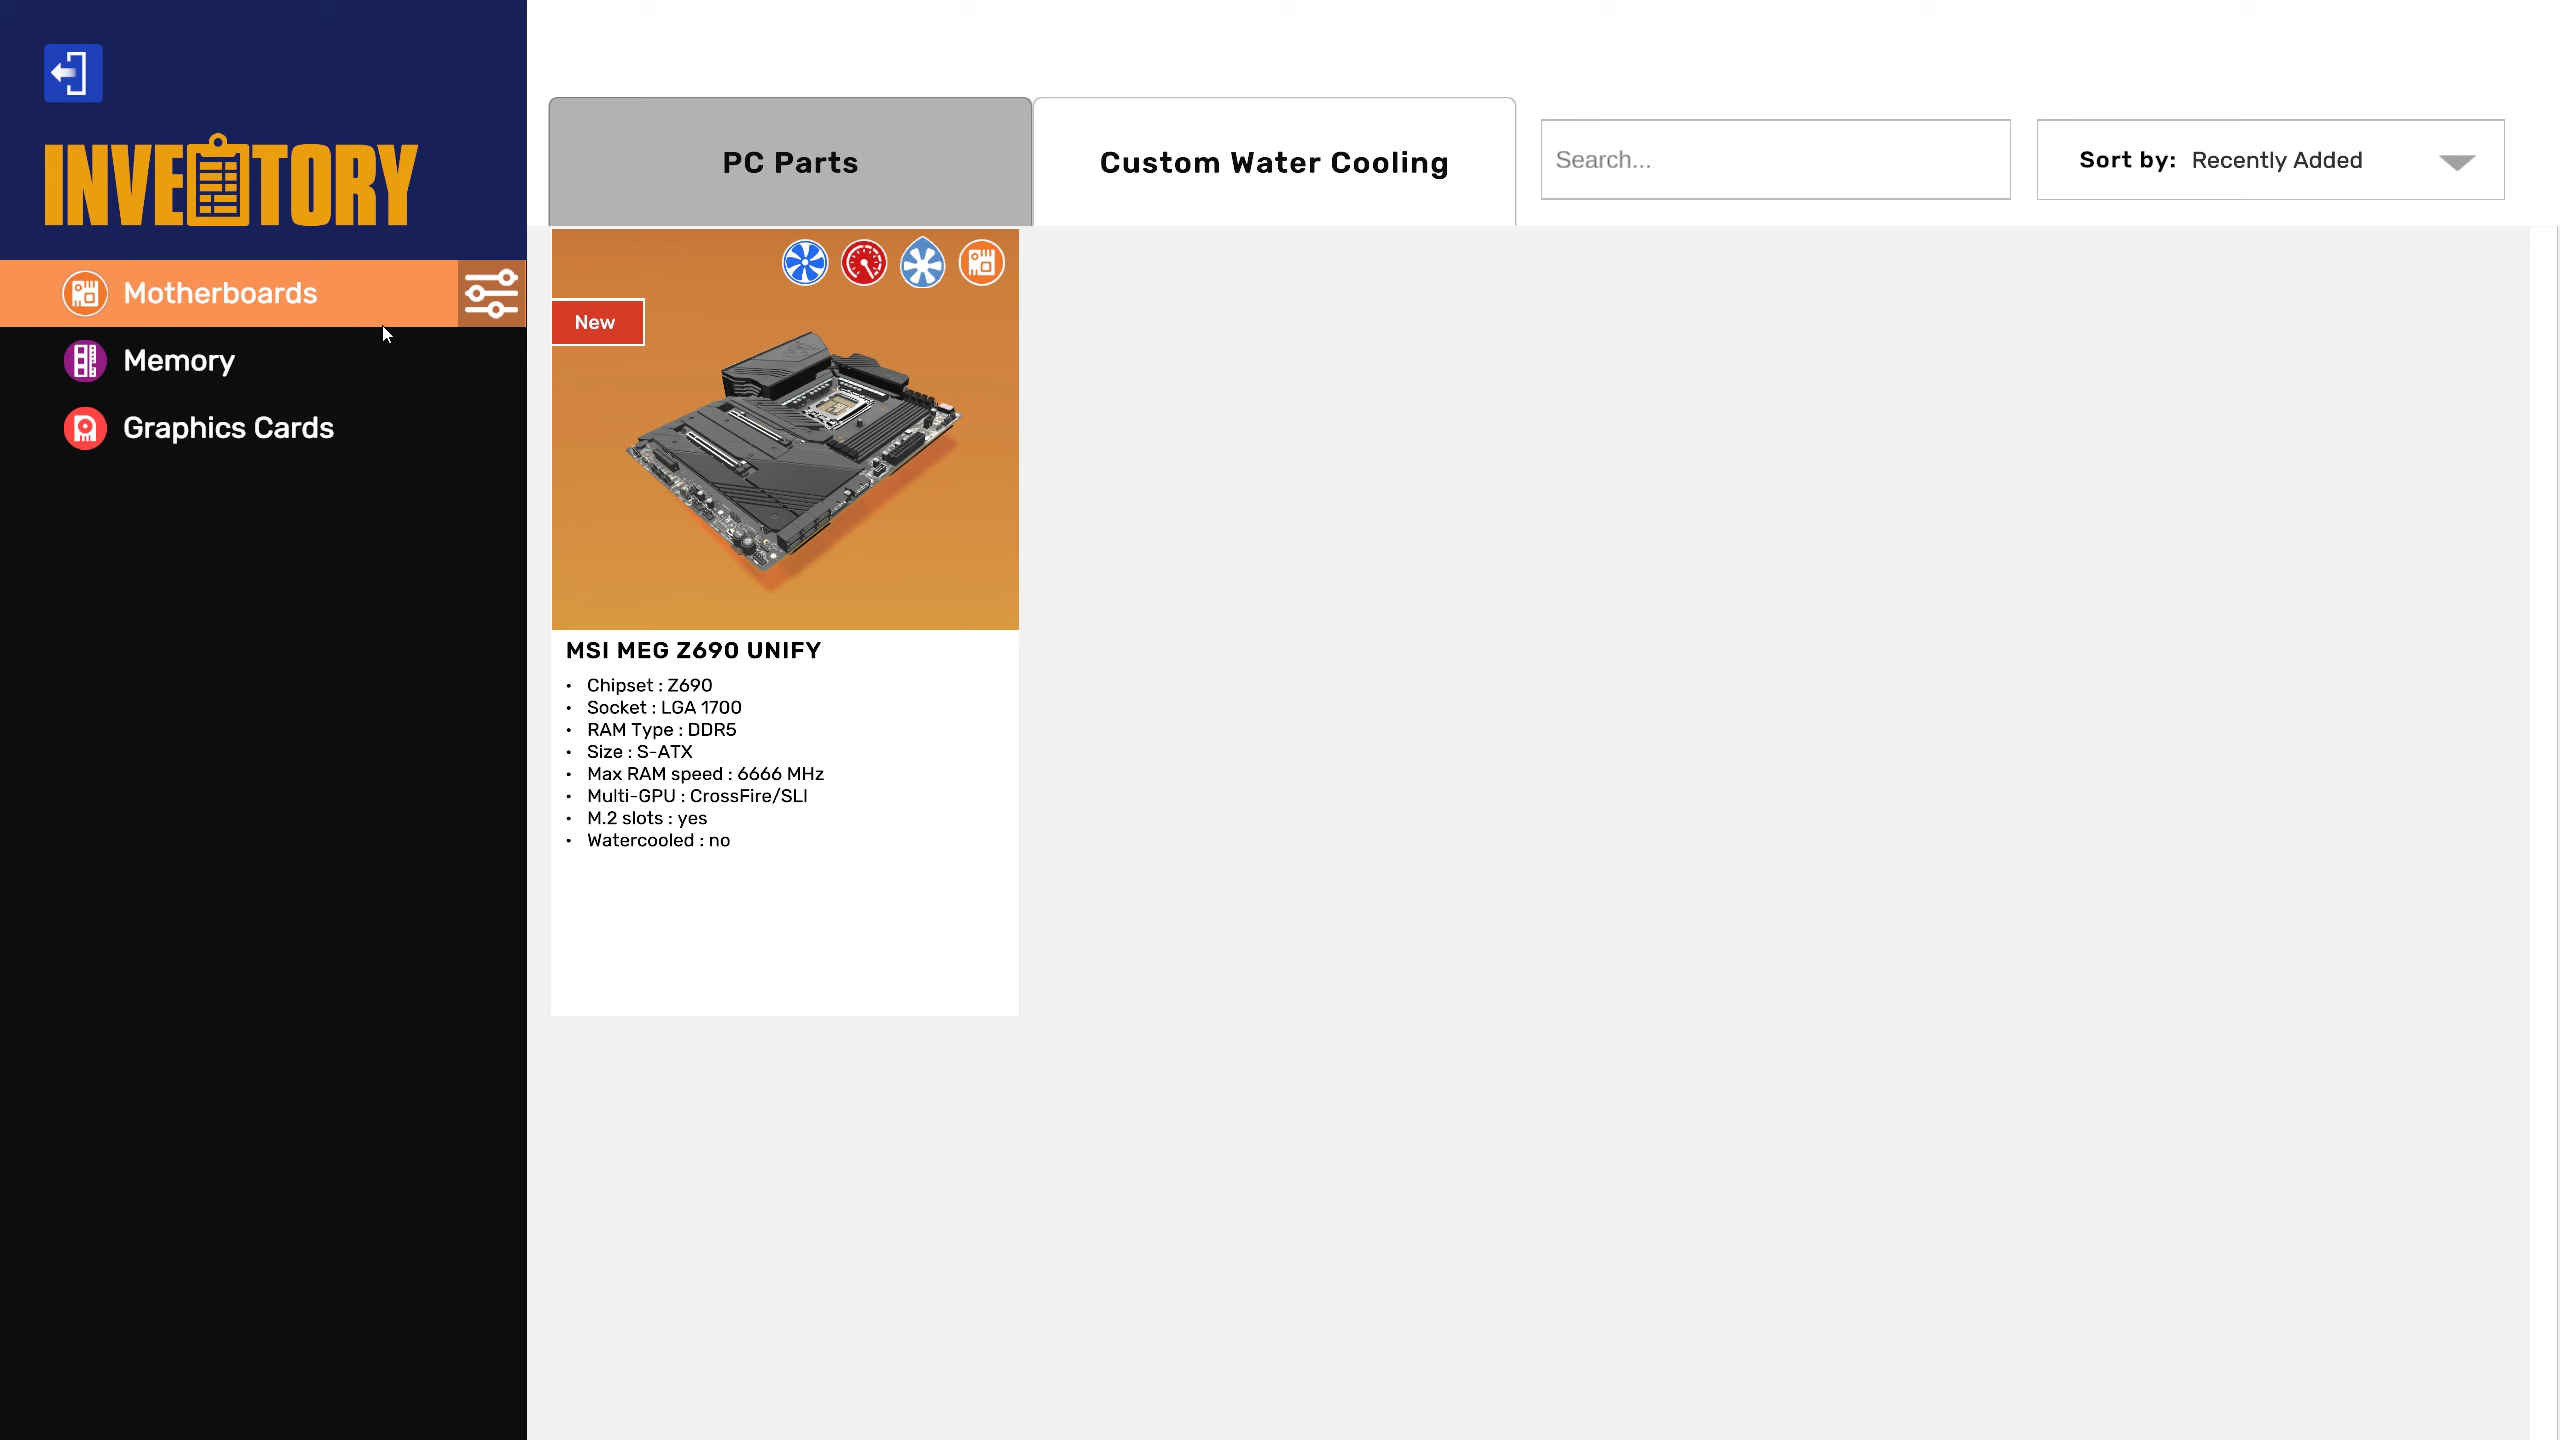 INVENTORY
Motherboards
Memory
Graphics Cards
PC Parts
Custom Water Cooling
Search...
Sort by: Recently Added
New
MSI MEG Z690 UNIFY
• Chipset : Z690
• Socket : LGA 1700
• RAM Type : DDR5
• Size : S-ATX
• Max RAM speed : 6666 MHz
• Multi-GPU : CrossFire/SLI
• M.2 slots : yes
• Watercooled : no